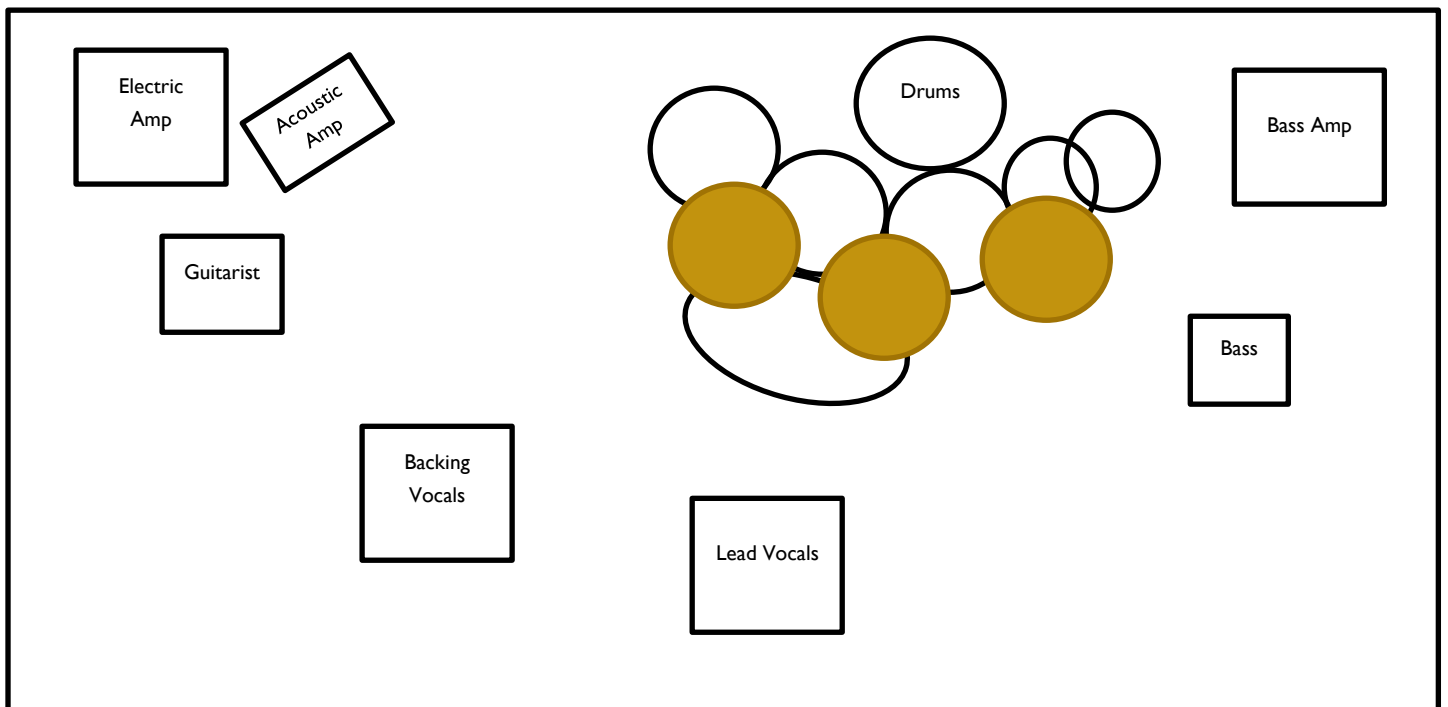 Electric
Amp
Acoustic
Amp
Drums
Bass Amp
Guitarist
Bass
Backing
Vocals
Lead Vocals